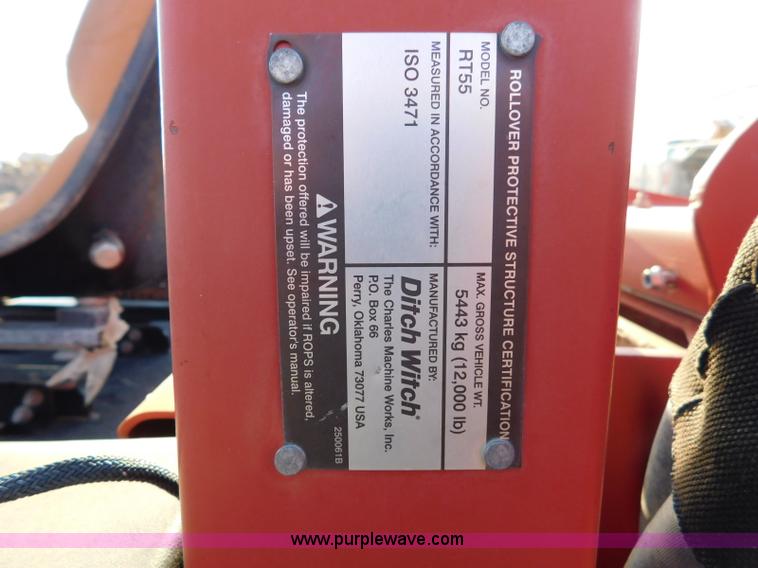 ROLLOVER PROTECTIVE STRUCTURE CERTIFICATION
MODEL NO.
RT55
MAX. GROSS VEHICLE WT.
5443 kg (12,000 lb)
MEASURED IN ACCORDANCE WITH:
ISO 3471
MANUFACTURED BY:
Ditch Witch®
The Charles Machine Works, Inc.
P.O. Box 66
Perry, Oklahoma 73077 USA
WARNING
The protection offered will be impaired if ROPS is altered,
damaged or has been upset. See operator's manual.
250061B
www.purplewave.com